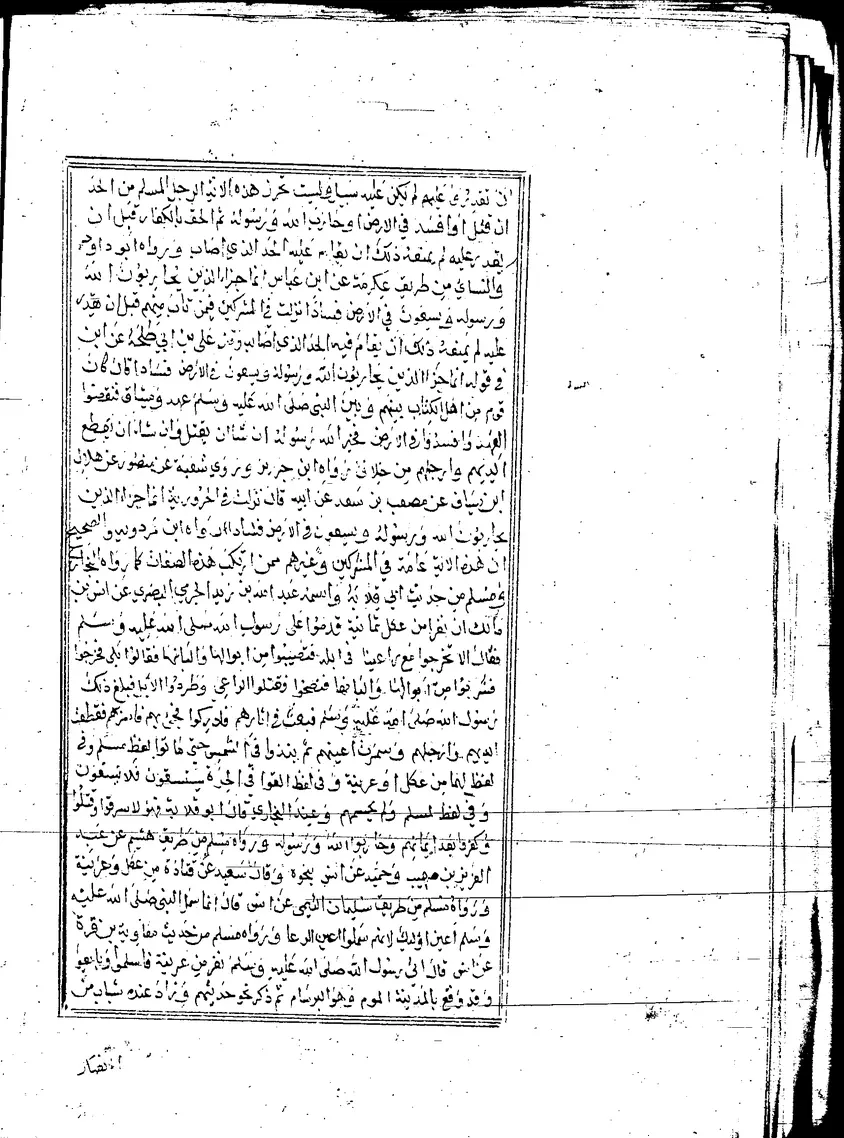 ان تقدروا عليهم لم يكن عليه سبيل وليست تحرز هذه الاية الرجل المسلم من الحد
ان قتل او افسد في الارض او حارب الله ورسوله ثم الحق بالكفار قبل ان
يقدر عليه لم يمنعه ذلك ان يقام عليه الحد الذي اصاب ورواه ابو داود
والنسائي من طريق عكرمة عن ابن عباس انما جزاء الذين يحاربون الله
ورسوله ويسعون في الارض فسادا نزلت في المشركين فمن تاب منهم قبل ان يقدر
عليه لم يمنعه ذلك ان يقام فيه الحد الذي اصابه وعن علي بن ابي طلحة عن ابن
في قوله انما جزاء الذين يحاربون الله ورسوله ويسعون في الارض فسادا قال كان
قوم من اهل الكتاب بينهم وبين النبي صلى الله عليه وسلم عهد وميثاق فنقضوا
العهد وافسدوا في الارض فخير الله رسوله ان شاء ان يقتل وان شاء ان يقطع
ايديهم وارجلهم من خلاف رواه ابن جرير وروى شعبة عن منصور عن هلال
ابن يساف عن مصعب بن سعد عن ابيه قال نزلت في الحرورية انما جزاء الذين
يحاربون الله ورسوله ويسعون في الارض فسادا رواه ابن مردويه والصحيح
ان هذه الاية عامة في المشركين وغيرهم ممن ارتكب هذه الصفات كما رواه البخاري
ومسلم من حديث ابي قلابة واسمه عبد الله بن زيد الجرمي البصري عن انس بن
مالك ان نفرا من عكل ثمانية قدموا على رسول الله صلى الله عليه وسلم
فقال الا تخرجوا مع راعينا في ابله فتصيبوا من ابوالها والبانها فقالوا بلى فخرجوا
فشربوا من ابوالها والبانها فصحوا وقتلوا الراعي وطردوا الابل فبلغ ذلك
رسول الله صلى الله عليه وسلم فبعث في اثارهم فادركوا فجئ بهم فامر بهم فقطعت
ايديهم وارجلهم وسمرت اعينهم ثم نبذوا في الشمس حتى ماتوا لفظ مسلم وفي
لفظ لهما من عكل او عرينة وفي لفظ القوا في الحرة يستسقون فلا يسقون
وفي لفظ لمسلم ولم يحسمهم وعند البخاري قال ابو قلابة فهؤلا سرقوا وقتلوا
وكفروا بعد ايمانهم وحاربوا الله ورسوله ورواه مسلم من طريق هشيم عن عبد
العزيز بن صهيب وحميد عن انس بنحوه وقال سعيد عن قتادة من عكل وعرينة
ورواه مسلم من طريق سليمان التيمي عن انس قال انما سمل النبي صلى الله عليه
وسلم اعين اوليك لانهم سملوا اعين الرعا ورواه مسلم من حديث معاوية بن قرة
عن انس قال اتى رسول الله صلى الله عليه وسلم نفر من عرينة فاسلموا وبايعوا
وقد وقع بالمدينة الموم وهو البرسام ثم ذكر نحو حديثهم وزاد عنده شباب من
الانصار